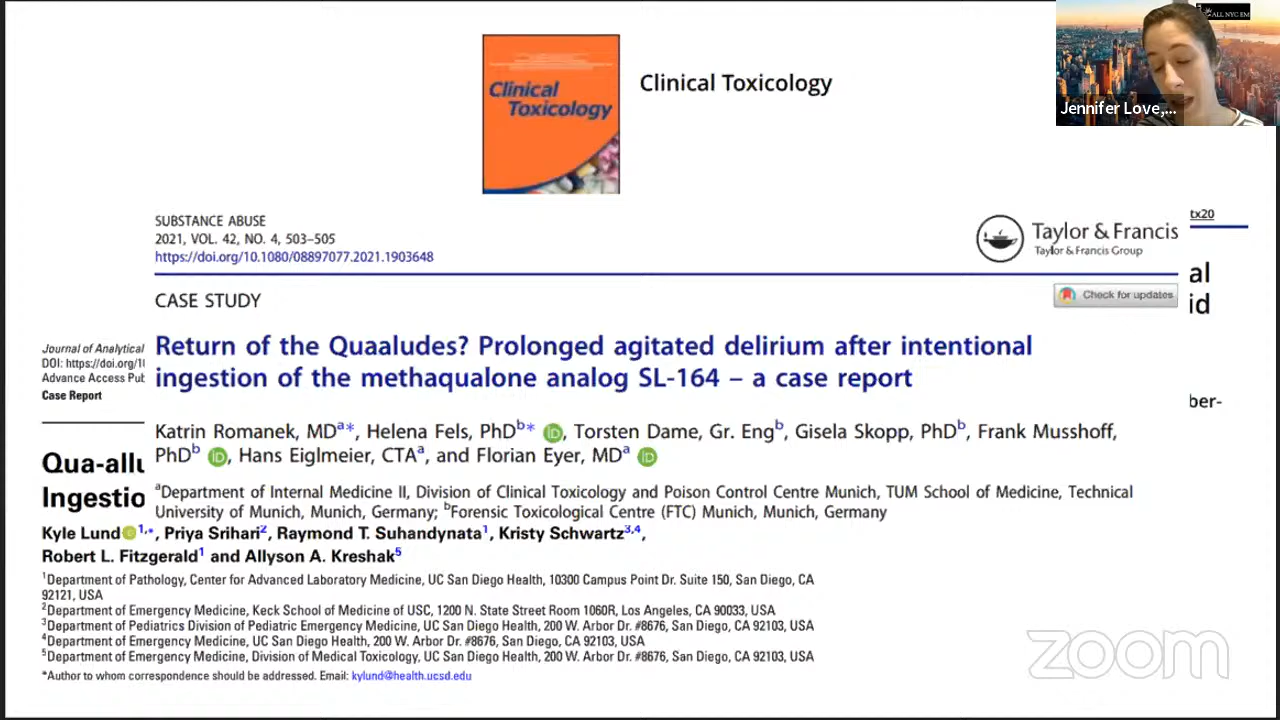 ALL NYC EM
Jennifer Love,...
Clinical
Toxicology
Clinical Toxicology
SUBSTANCE ABUSE
2021, VOL. 42, NO. 4, 503–505
https://doi.org/10.1080/08897077.2021.1903648
Taylor & Francis
Taylor & Francis Group
tx20
CASE STUDY
Check for updates
al
id
Return of the Quaaludes? Prolonged agitated delirium after intentional
ingestion of the methaqualone analog SL-164 – a case report
Journal of Analytical
DOI: https://doi.org/10
Advance Access Pub
Case Report
ber-
Katrin Romanek, MDa*, Helena Fels, PhDb* iD, Torsten Dame, Gr. Engb, Gisela Skopp, PhDb, Frank Musshoff,
PhDb iD, Hans Eiglmeier, CTAa, and Florian Eyer, MDa iD
Qua-allu
Ingestio
aDepartment of Internal Medicine II, Division of Clinical Toxicology and Poison Control Centre Munich, TUM School of Medicine, Technical
University of Munich, Munich, Germany; bForensic Toxicological Centre (FTC) Munich, Munich, Germany
Kyle Lund iD 1,*, Priya Srihari2, Raymond T. Suhandynata1, Kristy Schwartz3,4,
Robert L. Fitzgerald1 and Allyson A. Kreshak5
1Department of Pathology, Center for Advanced Laboratory Medicine, UC San Diego Health, 10300 Campus Point Dr. Suite 150, San Diego, CA
92121, USA
2Department of Emergency Medicine, Keck School of Medicine of USC, 1200 N. State Street Room 1060R, Los Angeles, CA 90033, USA
3Department of Pediatrics Division of Pediatric Emergency Medicine, UC San Diego Health, 200 W. Arbor Dr. #8676, San Diego, CA 92103, USA
4Department of Emergency Medicine, UC San Diego Health, 200 W. Arbor Dr. #8676, San Diego, CA 92103, USA
5Department of Emergency Medicine, Division of Medical Toxicology, UC San Diego Health, 200 W. Arbor Dr. #8676, San Diego, CA 92103, USA
*Author to whom correspondence should be addressed. Email: kylund@health.ucsd.edu
zoom